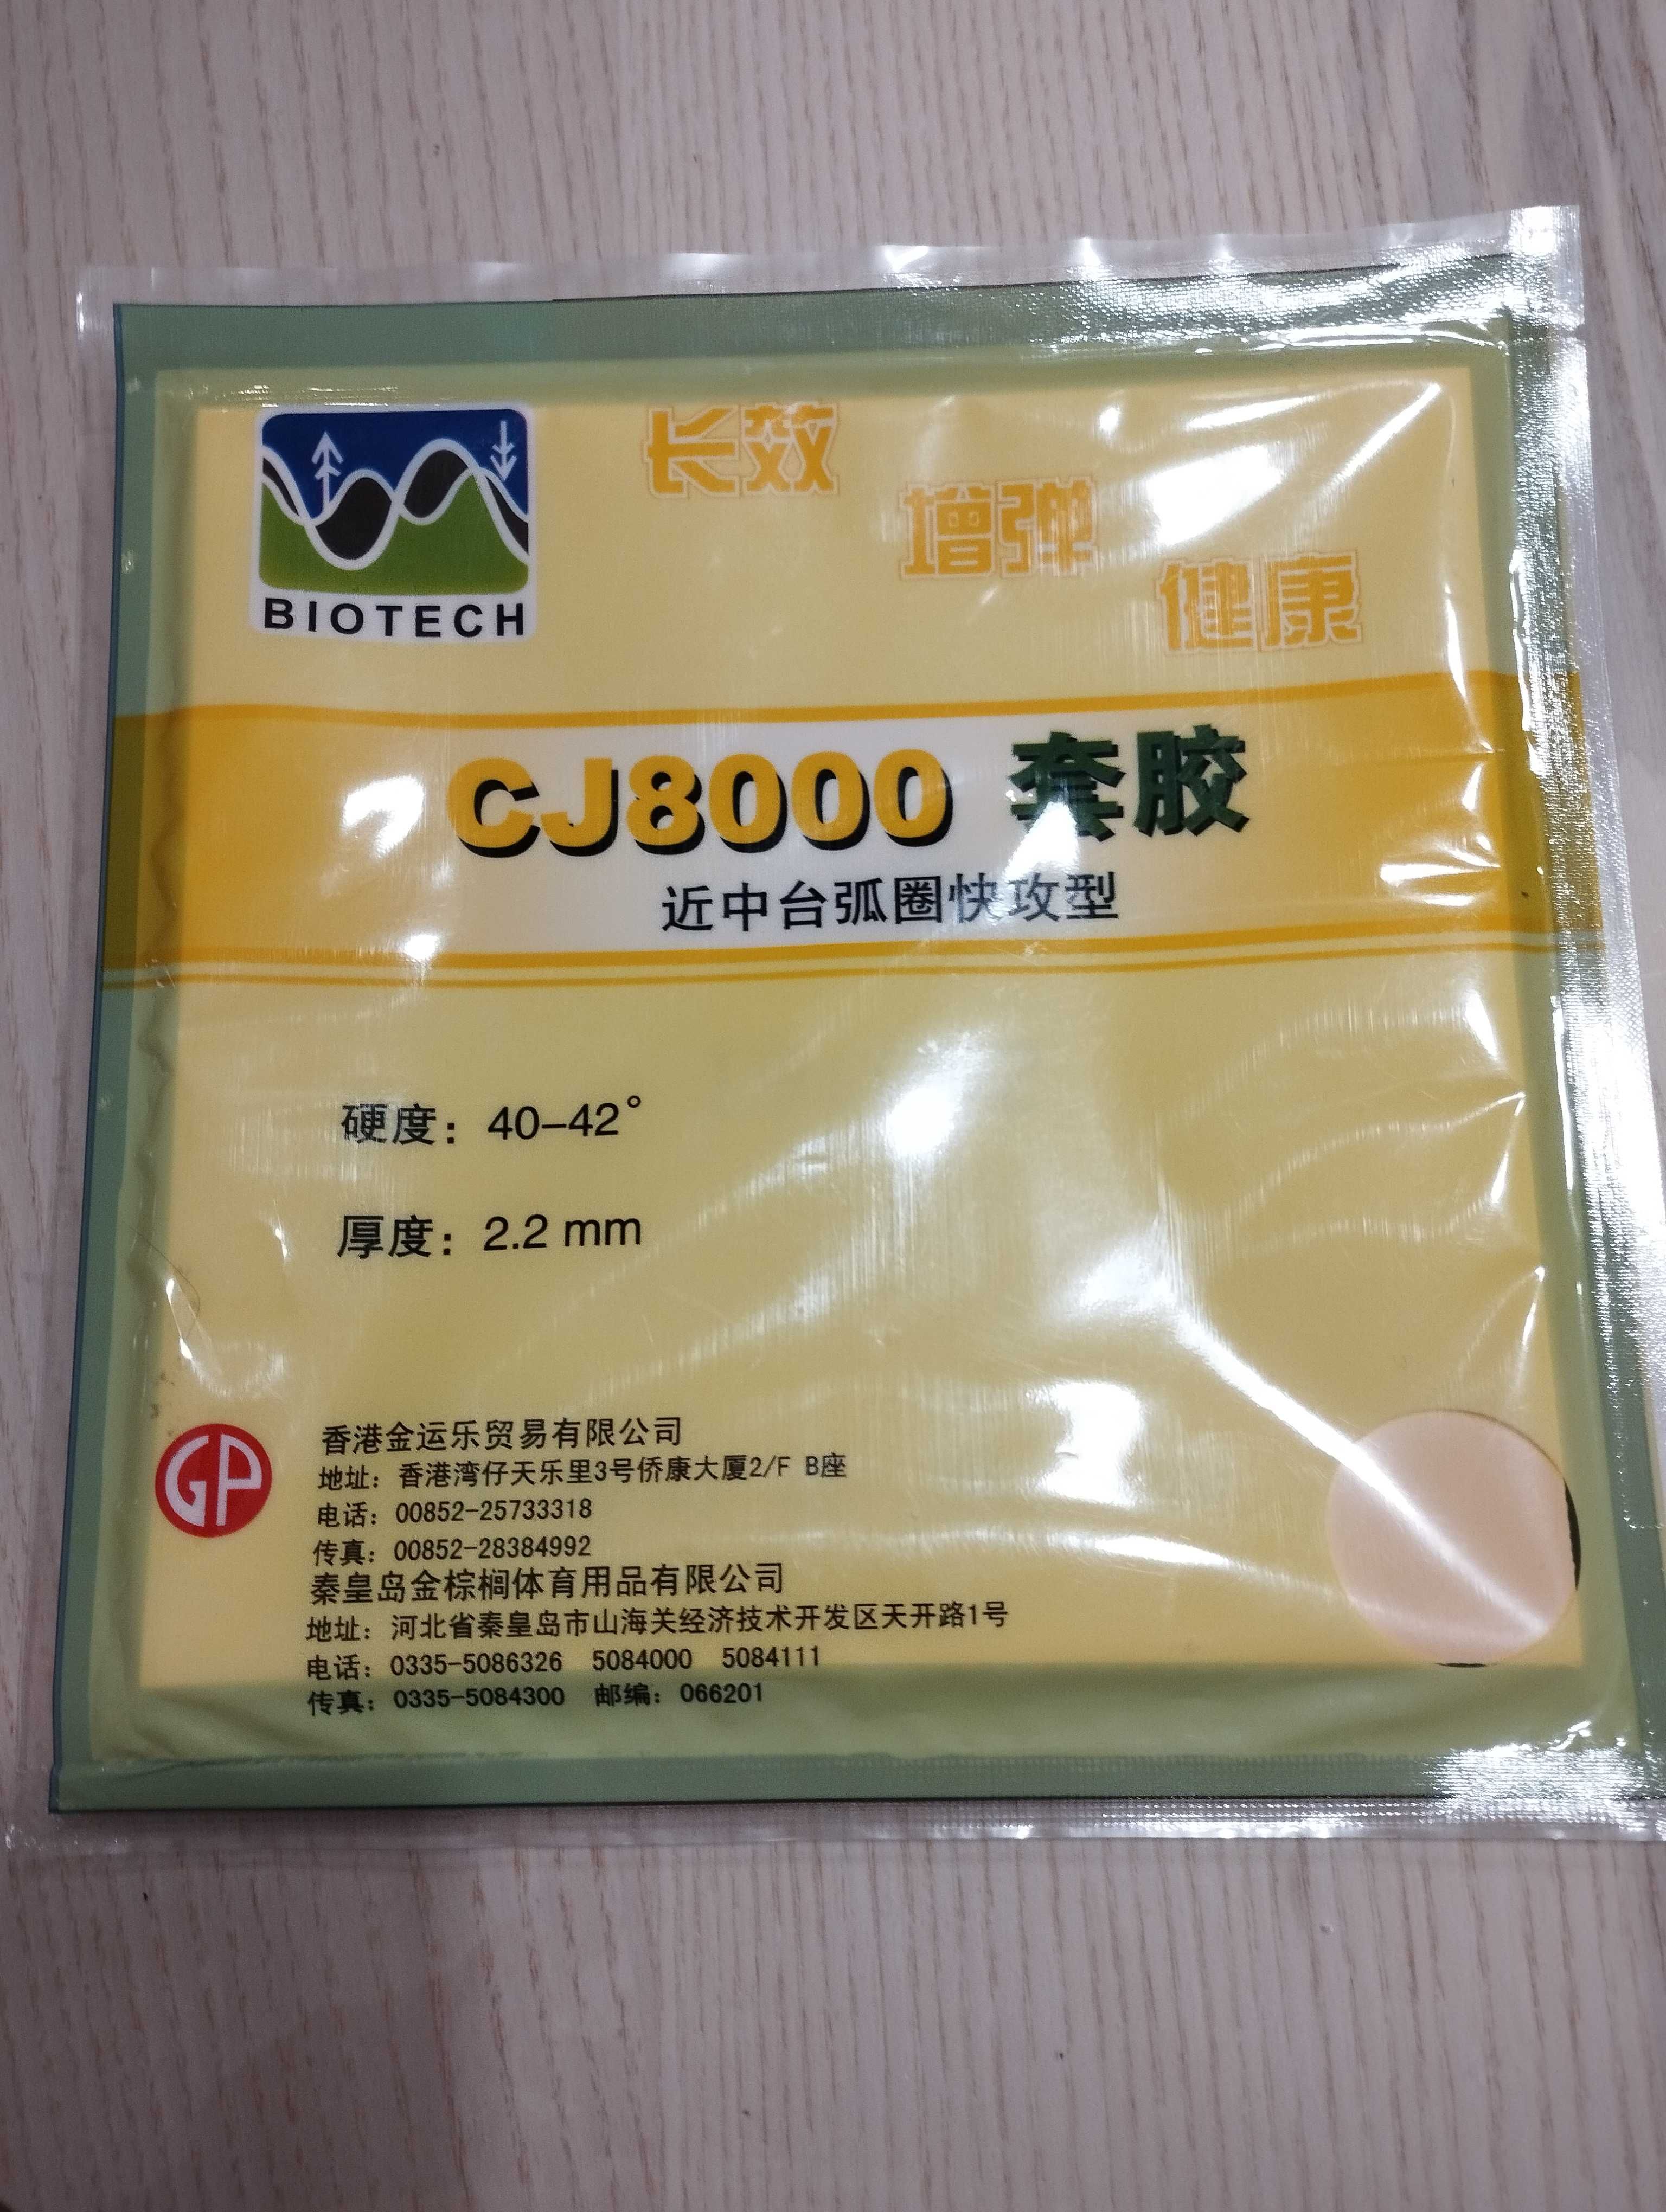 BIOTECH
长效
增弹
健康
CJ8000 套胶
近中台弧圈快攻型
硬度：40-42°
厚度：2.2 mm
GP
香港金运乐贸易有限公司
地址：香港湾仔天乐里3号侨康大厦2/F B座
电话：00852-25733318
传真：00852-28384992
秦皇岛金棕榈体育用品有限公司
地址：河北省秦皇岛市山海关经济技术开发区天开路1号
电话：0335-5086326 5084000 5084111
传真：0335-5084300 邮编：066201